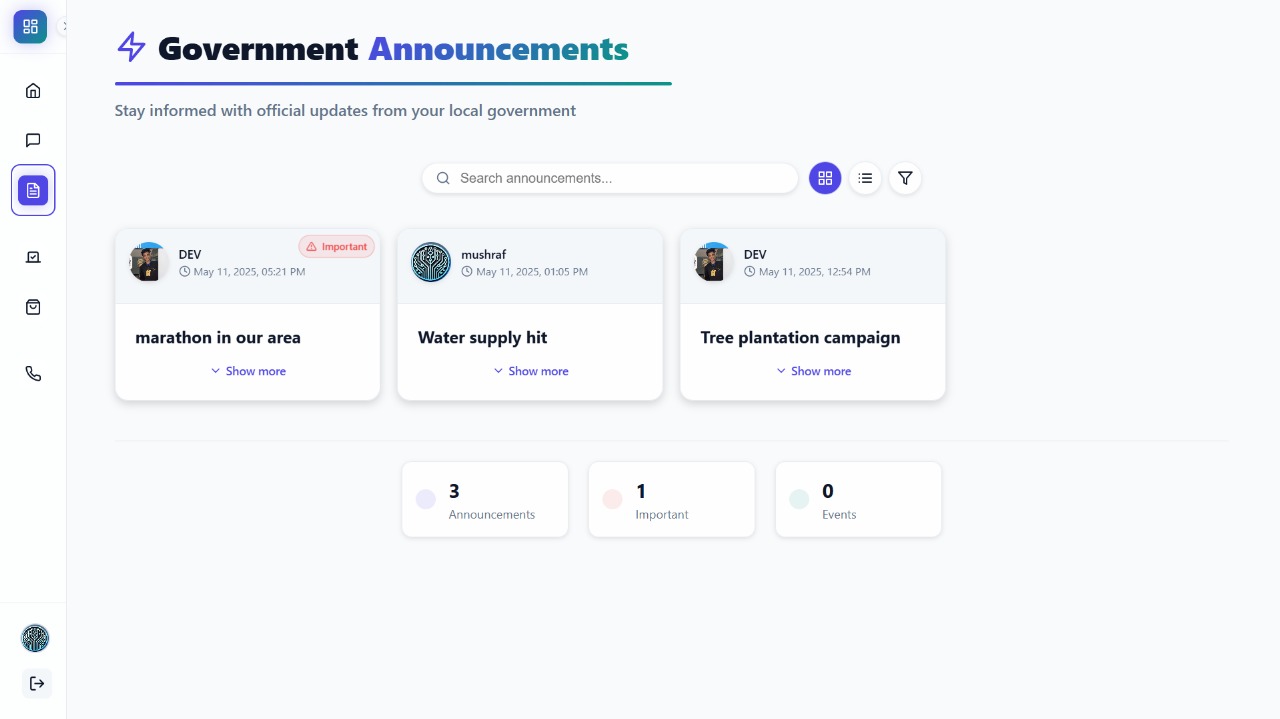 Government Announcements
Stay informed with official updates from your local government
Search announcements...
DEV
May 11, 2025, 05:21 PM
Important
marathon in our area
Show more
mushraf
May 11, 2025, 01:05 PM
Water supply hit
Show more
DEV
May 11, 2025, 12:54 PM
Tree plantation campaign
Show more
3
Announcements
1
Important
0
Events